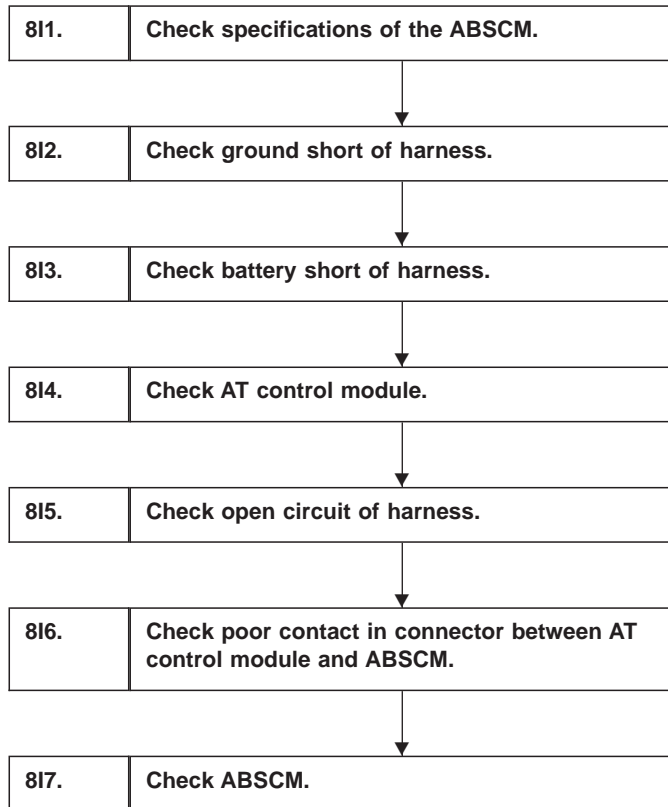 8I1. Check specifications of the ABSCM.
8I2. Check ground short of harness.
8I3. Check battery short of harness.
8I4. Check AT control module.
8I5. Check open circuit of harness.
8I6. Check poor contact in connector between AT
control module and ABSCM.
8I7. Check ABSCM.